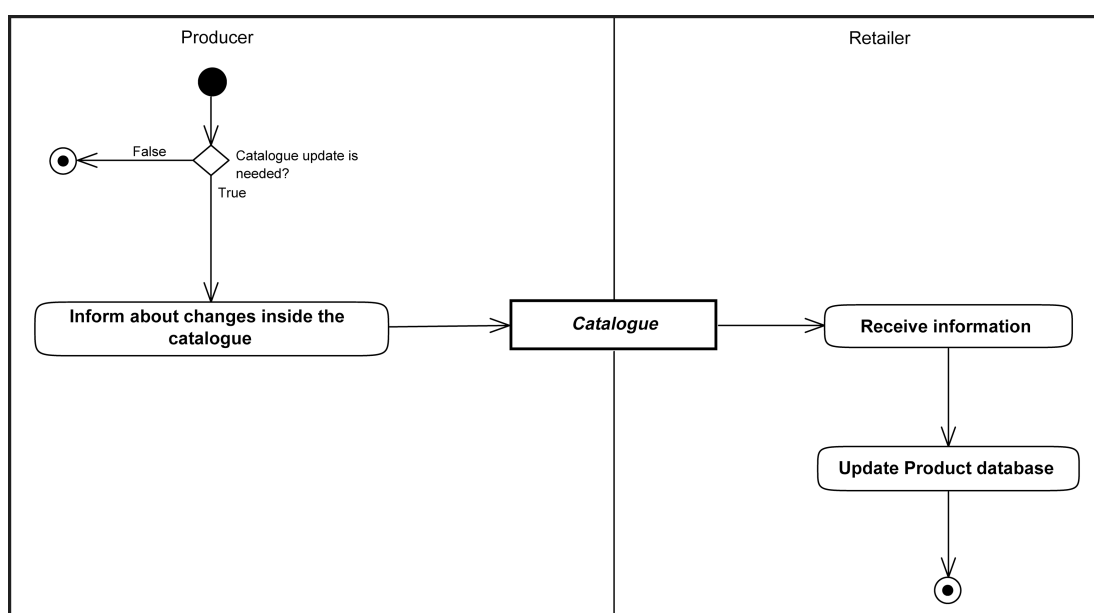 Producer
Retailer
False
Catalogue update is
needed?
True
Inform about changes inside the
catalogue
Catalogue
Receive information
Update Product database